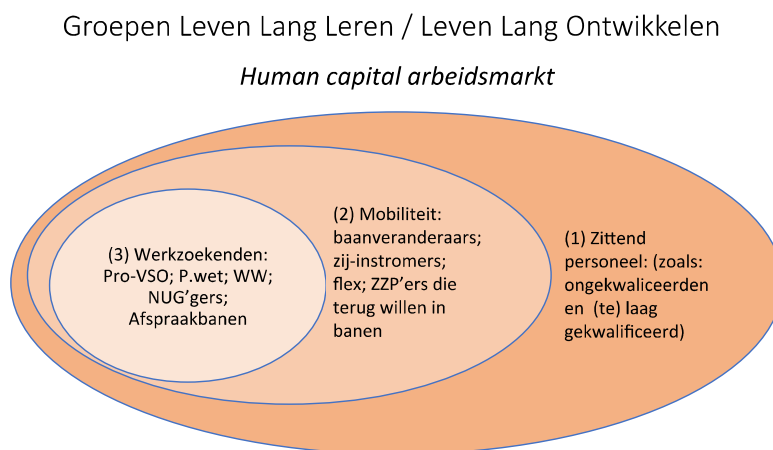 Groepen Leven Lang Leren / Leven Lang Ontwikkelen
Human capital arbeidsmarkt
(3) Werkzoekenden:
Pro-VSO; P.wet; WW;
NUG’gers;
Afspraakbanen
(2) Mobiliteit:
baanveranderaars;
zij-instromers;
flex; ZZP’ers die
terug willen in
banen
(1) Zittend
personeel: (zoals:
ongekwaliceerden
en (te) laag
gekwalificeerd)